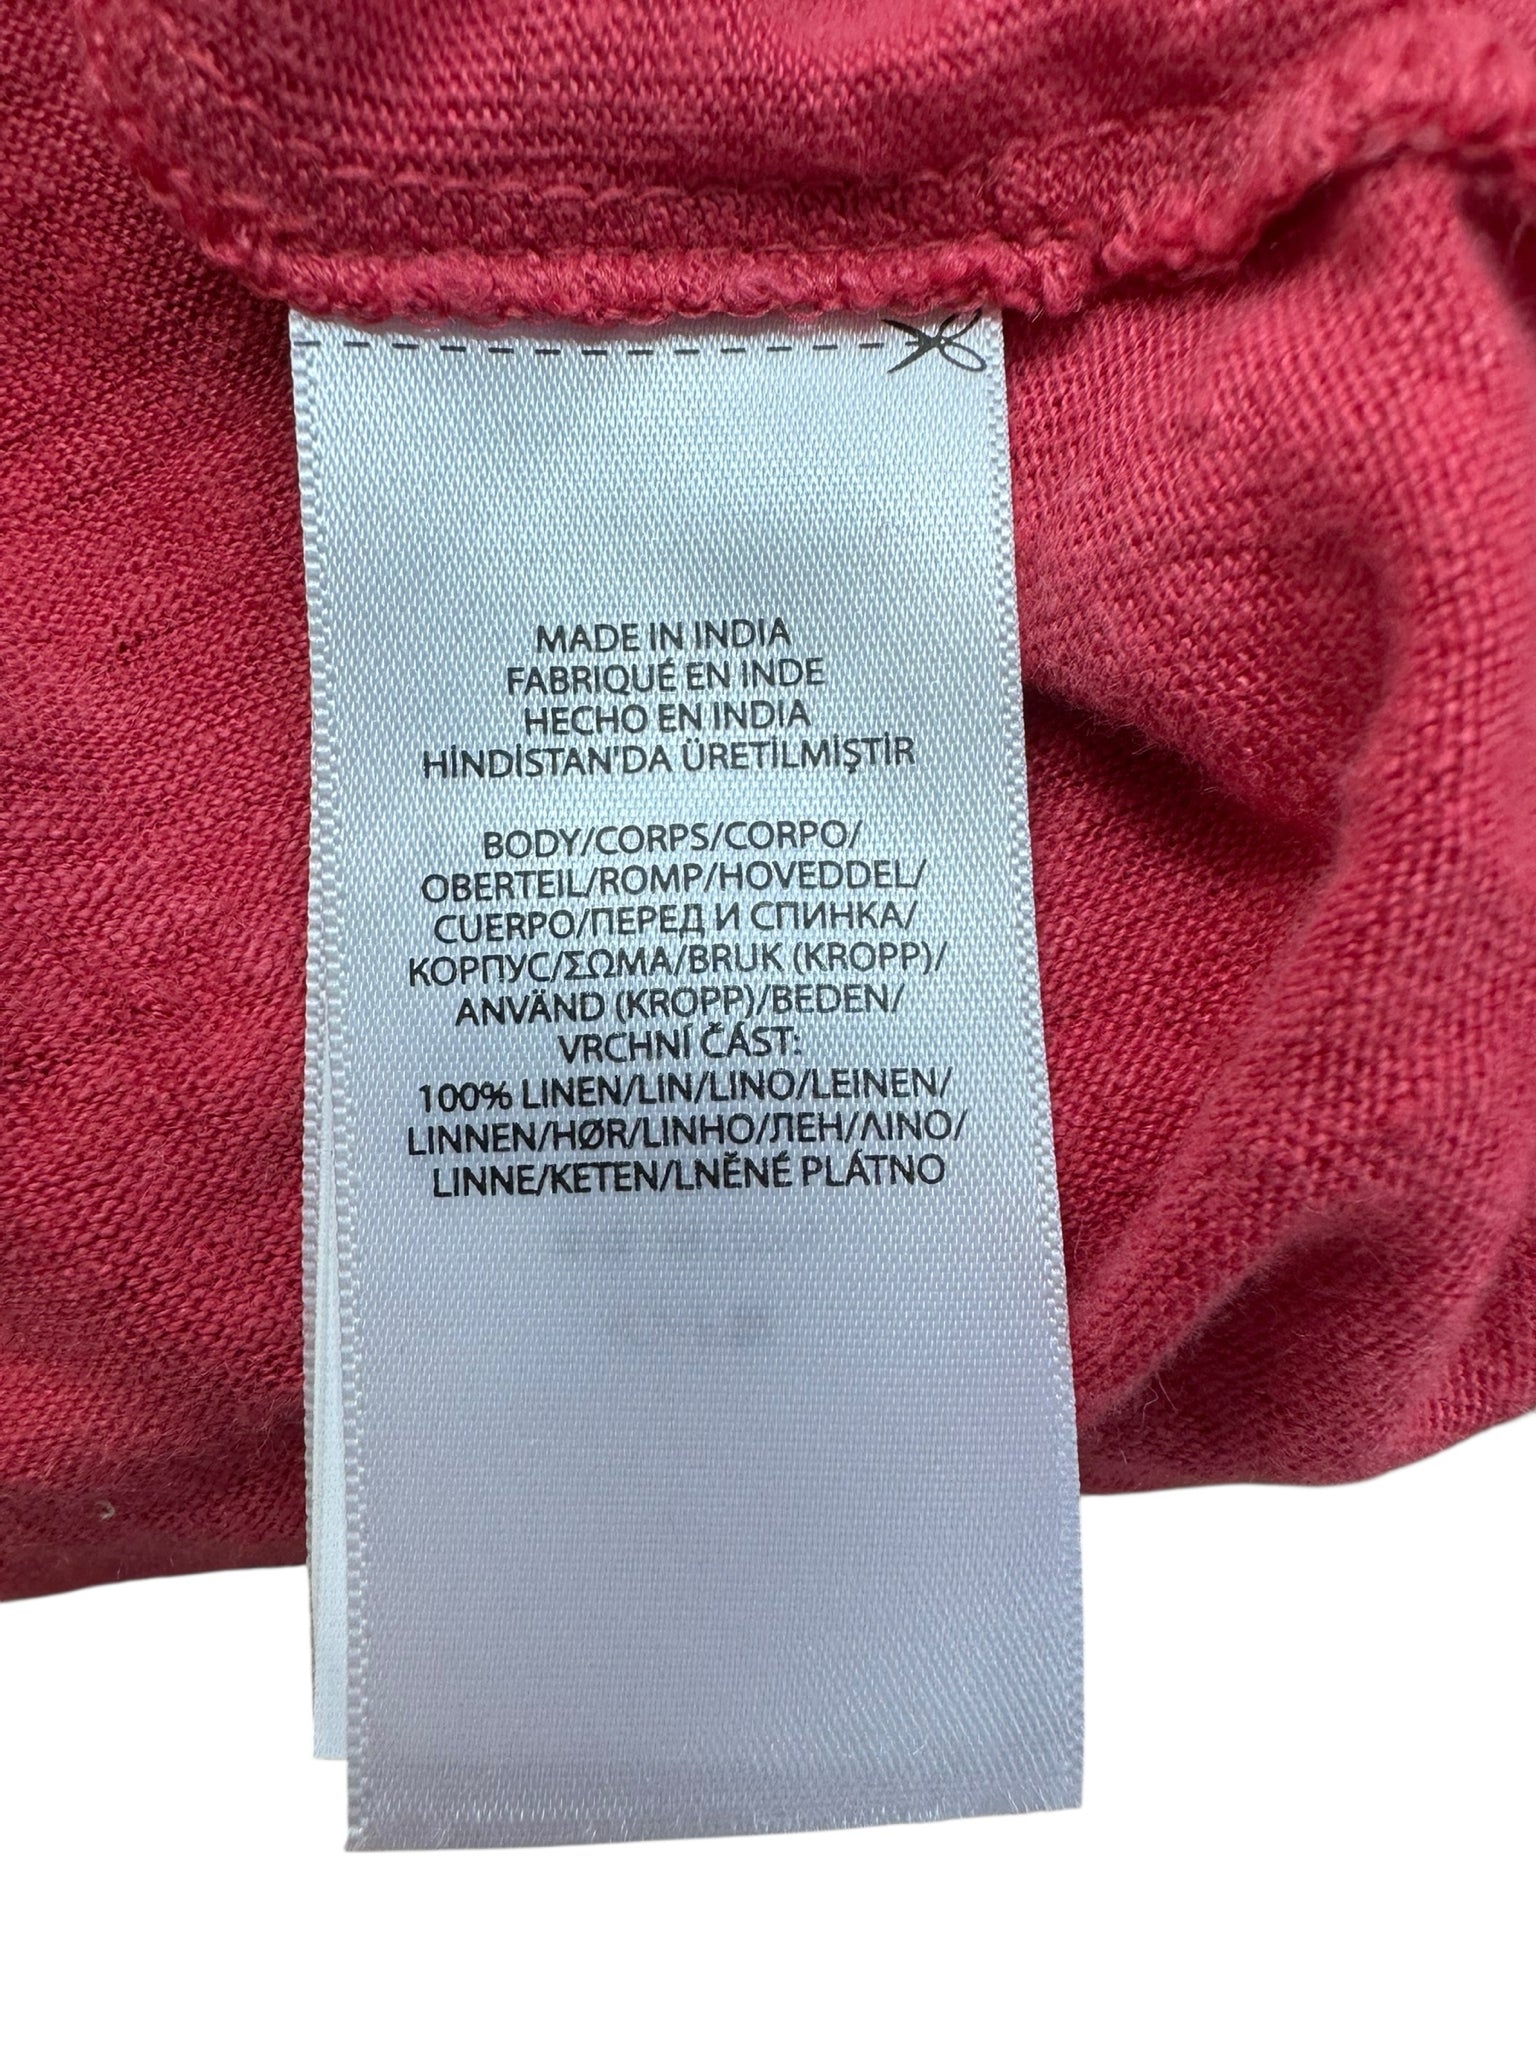 MADE IN INDIA
FABRIQUÉ EN INDE
HECHO EN INDIA
HİNDİSTAN'DA ÜRETİLMİŞTİR
BODY/CORPS/CORPO/
OBERTEIL/ROMP/HOVEDDEL/
CUERPO/ПЕРЕД И СПИНКА/
КОРПУС/ΣΩΜΑ/BRUK (KROPP)/
ANVÄND (KROPP)/BEDEN/
VRCHNÍ ČÁST:
100% LINEN/LIN/LINO/LEINEN/
LINNEN/HØR/LINHO/ЛЕН/ΛΙΝΟ/
LINNE/KETEN/LNĚNÉ PLÁTNO